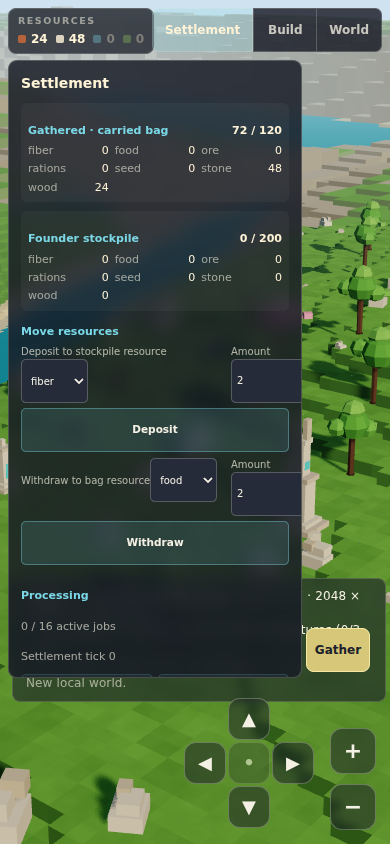 RESOURCES
24 48 0 0
Settlement Build World
Settlement
Gathered · carried bag 72 / 120
fiber 0 food 0 ore 0
rations 0 seed 0 stone 48
wood 24
Founder stockpile 0 / 200
fiber 0 food 0 ore 0
rations 0 seed 0 stone 0
wood 0
Move resources
Deposit to stockpile resource Amount
fiber 2
Deposit
Withdraw to bag resource food Amount
2
Withdraw
Processing
· 2048 ×
0 / 16 active jobs
Gather
Settlement tick 0
New local world.
▲
◀ • ▶ +
▼ −